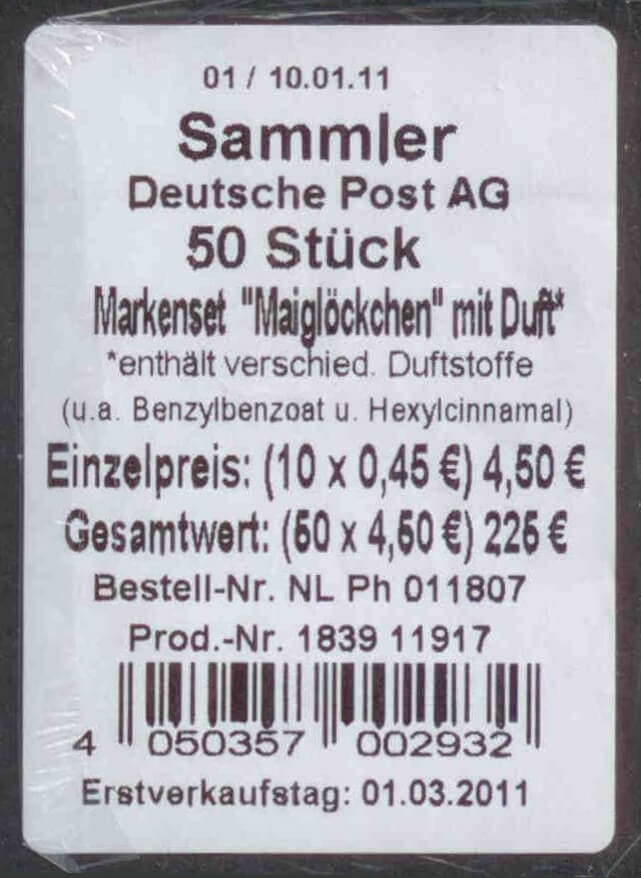 01 / 10.01.11
Sammler
Deutsche Post AG
50 Stück
Markenset "Maiglöckchen" mit Duft*
*enthält verschied. Duftstoffe
(u.a. Benzylbenzoat u. Hexylcinnamal)
Einzelpreis: (10 x 0,45 €) 4,50 €
Gesamtwert: (50 x 4,50 €) 225 €
Bestell-Nr. NL Ph 011807
Prod.-Nr. 1839 11917
4 050357 002932
Erstverkaufstag: 01.03.2011